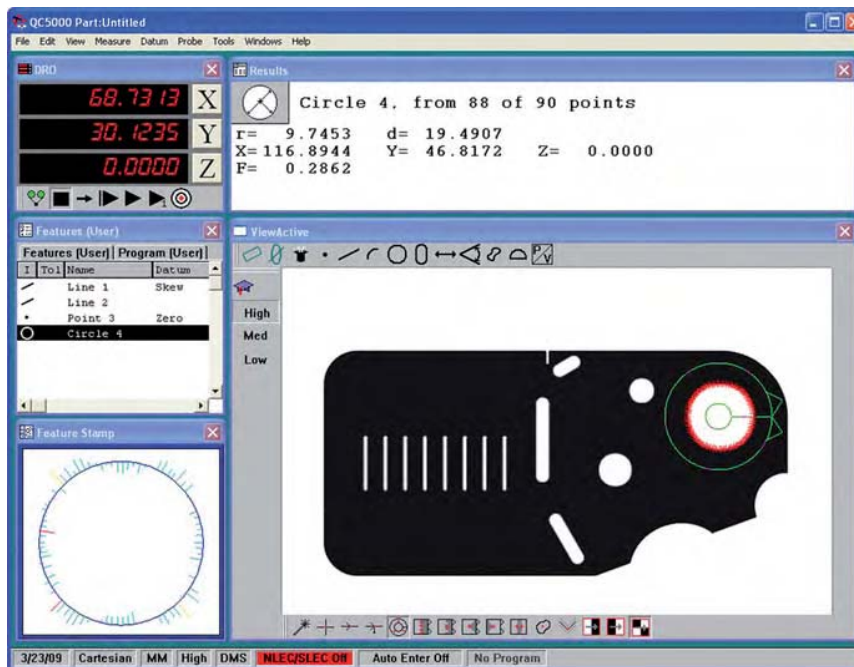 QC5000 Part:Untitled
File Edit View Measure Datum Probe Tools Windows Help
DRO
68.7313 X
30.1235 Y
0.0000 Z
Results
Circle 4, from 88 of 90 points
r= 9.7453 d= 19.4907
X=116.8944 Y= 46.8172 Z= 0.0000
F= 0.2862
Features (User)
Features (User) Program (User)
I Tol Name Datum
Line 1 Skew
Line 2
Point 3 Zero
Circle 4
ViewActive
P/V
High
Med
Low
Feature Stamp
3/23/09 Cartesian MM High DMS NLEC/SLEC Off Auto Enter Off No Program